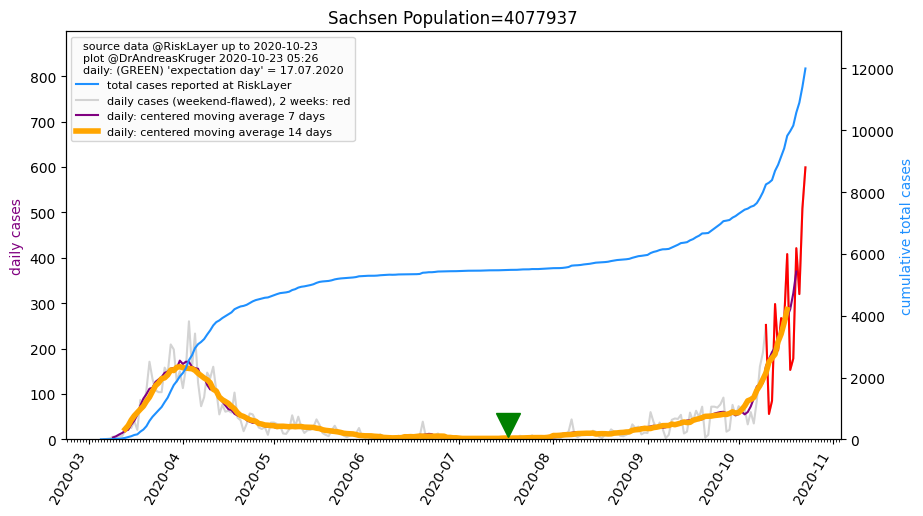 Sachsen Population=4077937
source data @RiskLayer up to 2020-10-23
plot @DrAndreasKruger 2020-10-23 05:26
daily: (GREEN) 'expectation day' = 17.07.2020
total cases reported at RiskLayer
daily cases (weekend-flawed), 2 weeks: red
daily: centered moving average 7 days
daily: centered moving average 14 days
daily cases
800
700
600
500
400
300
200
100
0
12000
10000
8000
6000
4000
2000
0
cumulative total cases
2020-03
2020-04
2020-05
2020-06
2020-07
2020-08
2020-09
2020-10
2020-11